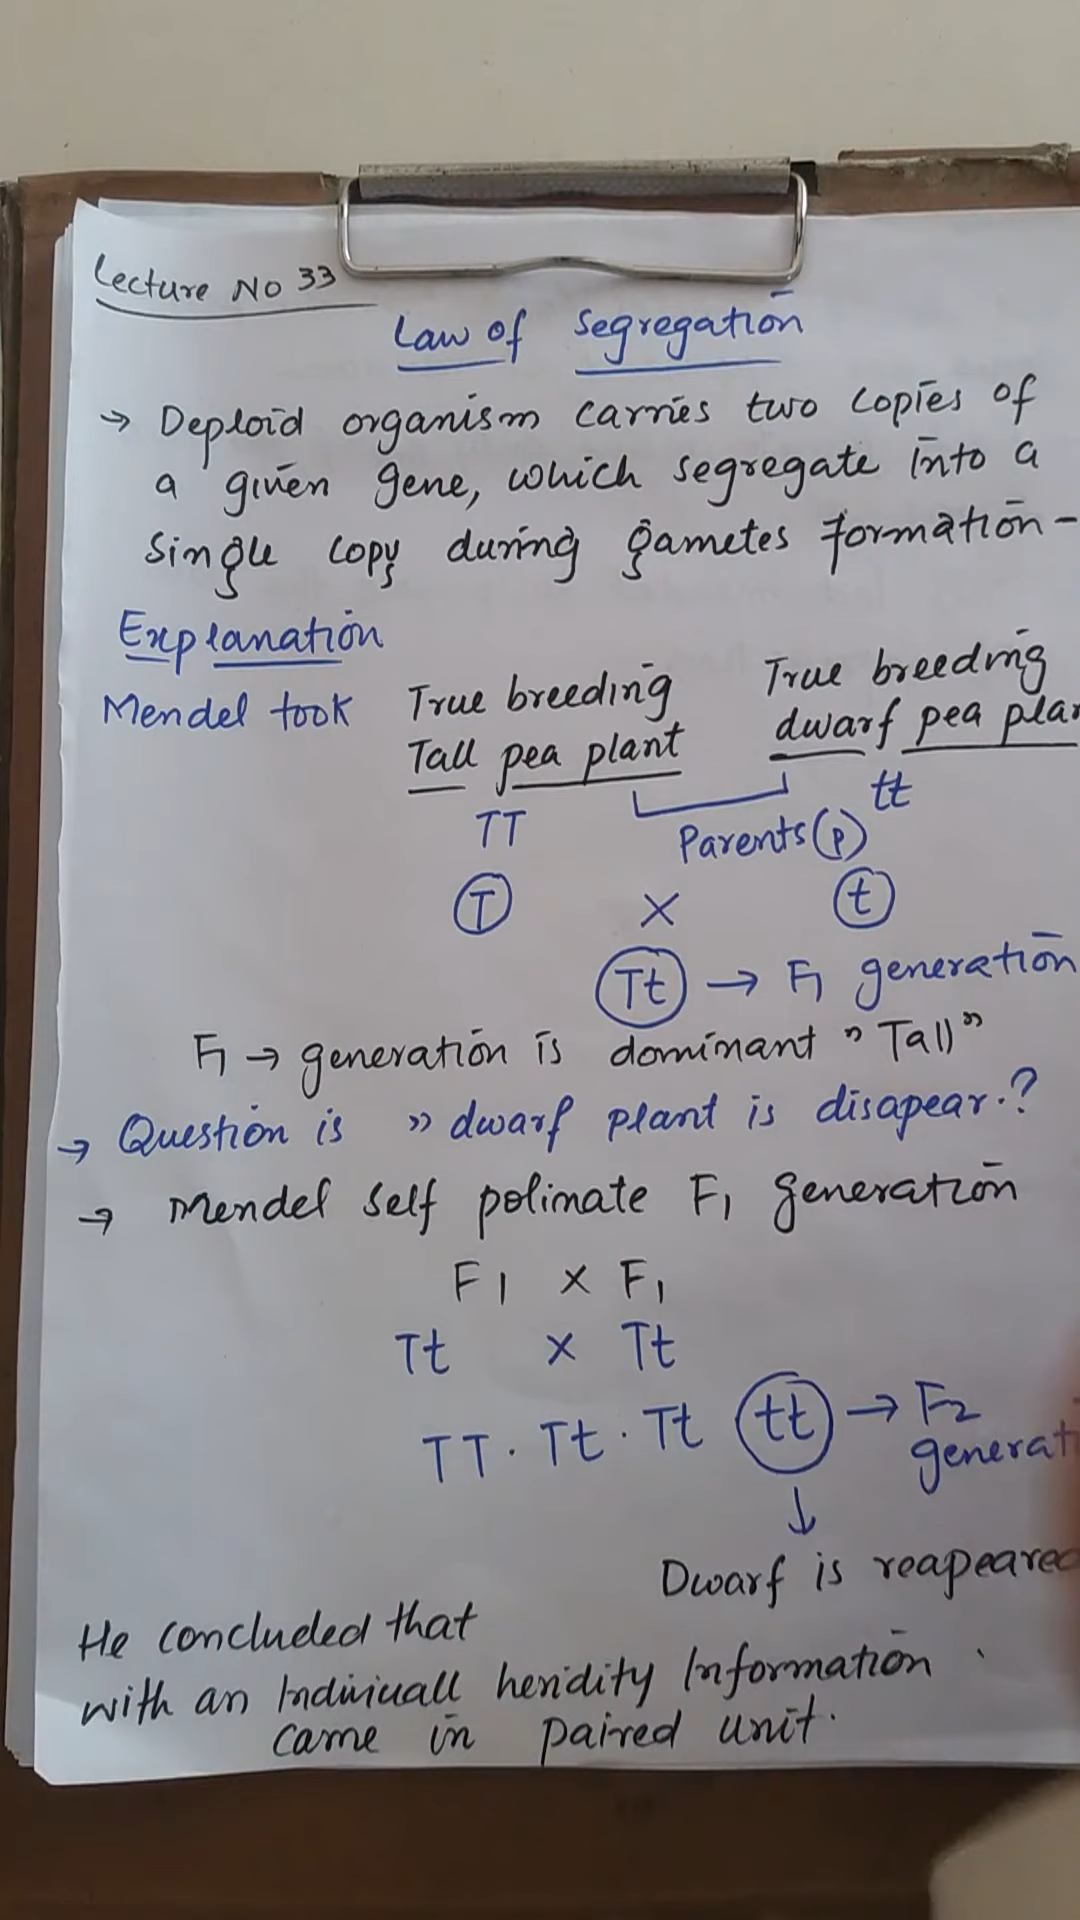 Lecture No 33
Law of Segregation
→ Deploid organism carries two copies of
a given gene, which segregate into a
single copy during gametes formation-
Explanation
Mendel took True breeding Tall pea plant
True breeding dwarf pea plan
TT tt
Parents(P)
T × t
Tt → F1 generation
F1 → generation is dominant "Tall"
→ Question is " dwarf plant is disapear.?
→ Mendel self polinate F1 generation
F1 × F1
Tt × Tt
TT. Tt. Tt tt → F2
generat
↓
Dwarf is reapeared
He concluded that
with an Indiviuall heridity Information
came in paired unit.